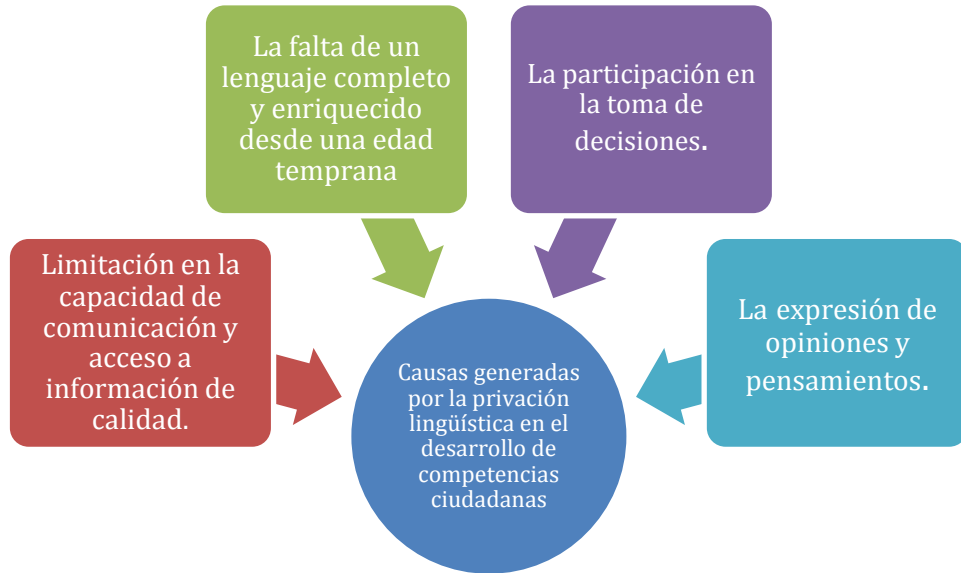 La falta de un
lenguaje completo
y enriquecido
desde una edad
temprana
La participación en
la toma de
decisiones.
Limitación en la
capacidad de
comunicación y
acceso a
información de
calidad.
La expresión de
opiniones y
pensamientos.
Causas generadas
por la privación
lingüística en el
desarrollo de
competencias
ciudadanas